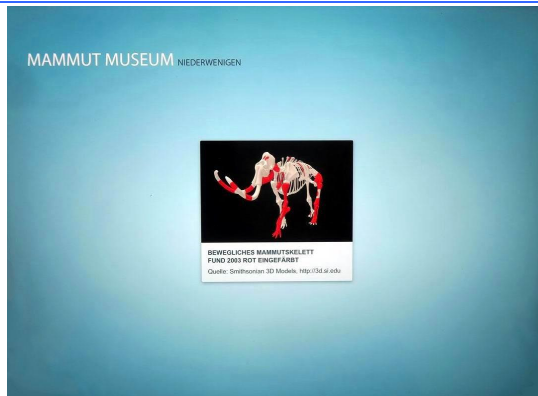 MAMMUT MUSEUM NIEDERWENIGEN
BEWEGLICHES MAMMUTSKELETT
FUND 2003 ROT EINGEFÄRBT
Quelle: Smithsonian 3D Models, http://3d.si.edu